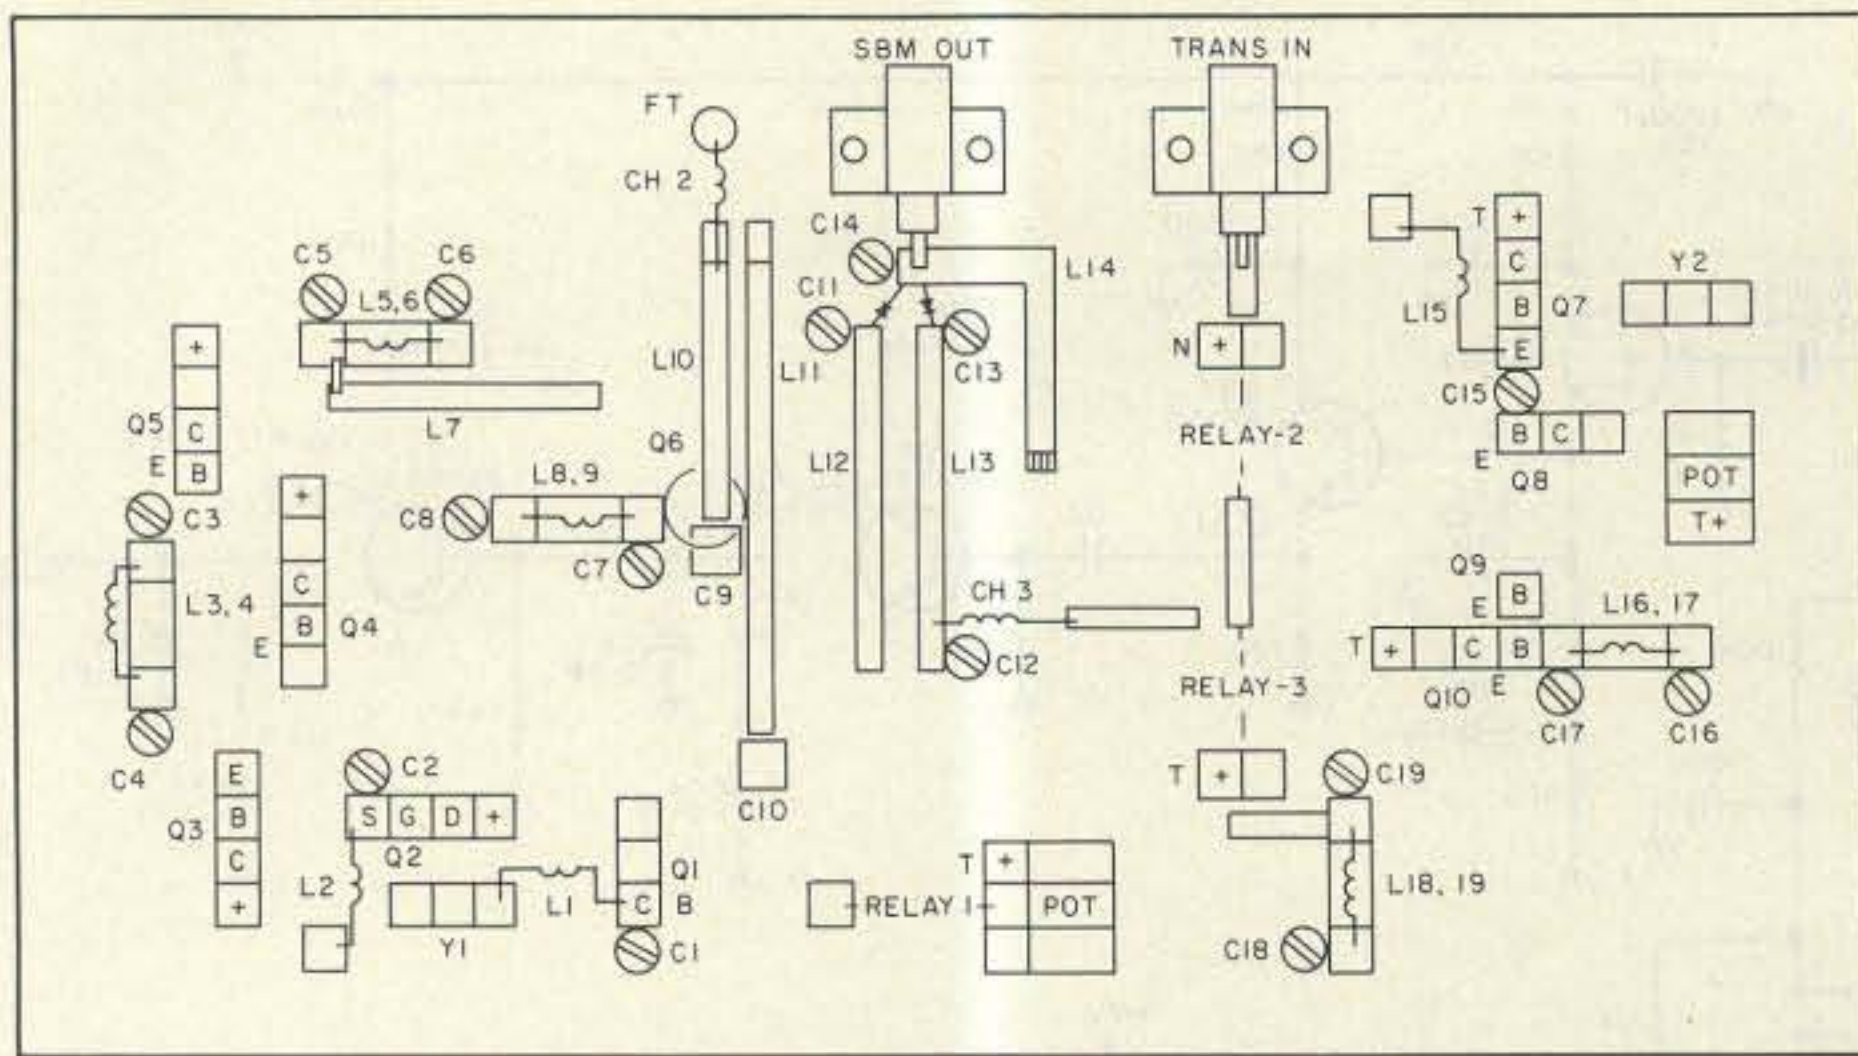 SBM OUT
TRANS IN
FT
CH 2
C14
T
+
C
B
E
Q7
Y2
L15
C5
C6
L5,6
C11
L14
L10
L11
C13
N
+
C15
L7
+
Q5
C
E
B
Q6
RELAY-2
B
C
E
Q8
POT
T+
L12
L13
L8,9
C8
C7
C9
C3
+
C
B
Q4
E
L3,4
CH 3
C12
Q9
E
B
L16, 17
T
+
C
B
Q10
E
C17
C16
RELAY-3
C4
E
B
Q3
C
+
C2
S G D +
Q2
L2
Y1
L1
Q1
C
B
C1
C10
T
+
C19
T
+
RELAY 1
POT
L18, 19
C18